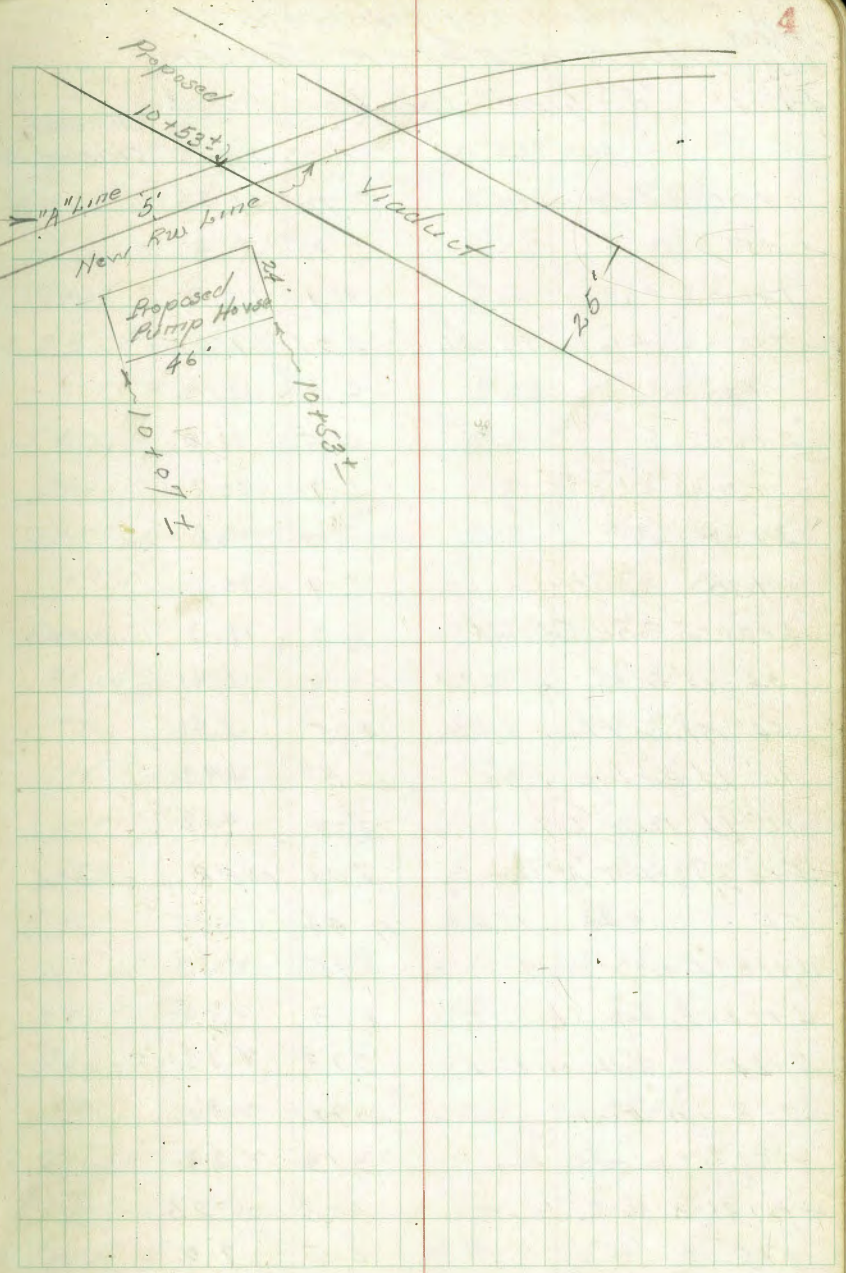 4
Proposed
10+53±
"A" Line
5'
New RW Line
Viaduct
24'
Proposed
Pump House
46'
25'
10+53±
10+07±